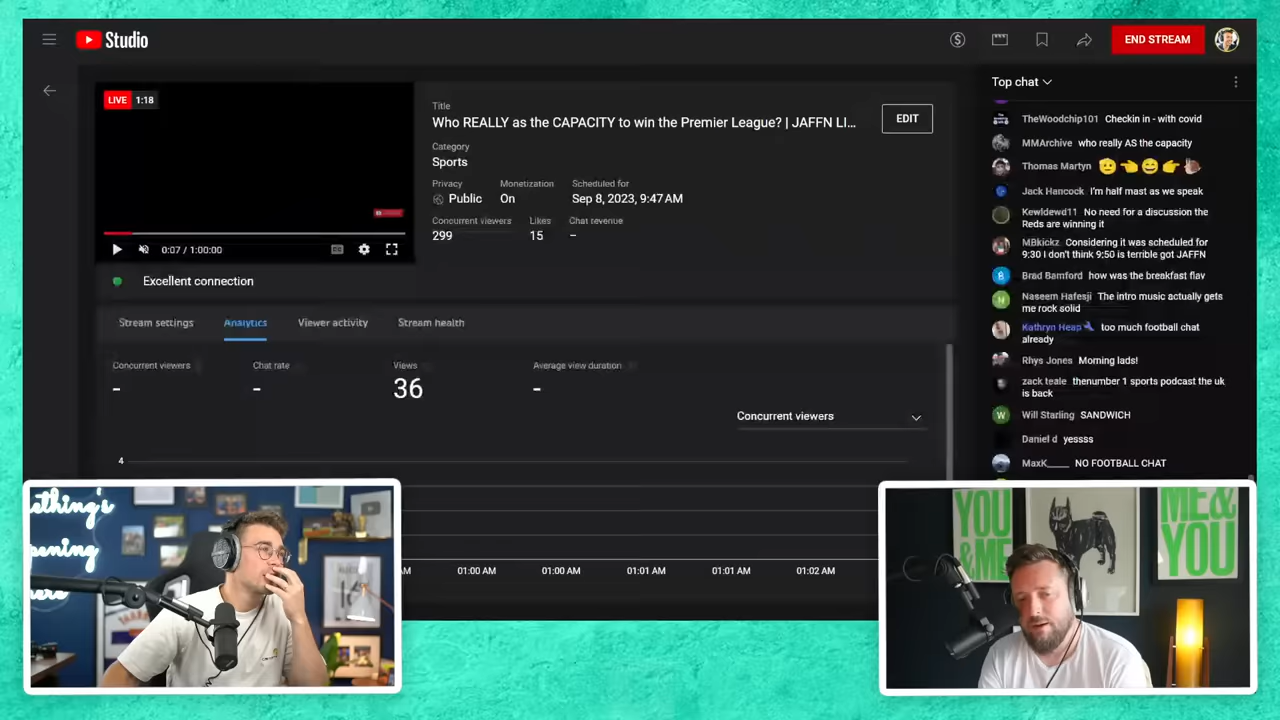 Studio
END STREAM
LIVE 1:18
0:07 / 1:00:00
Excellent connection
Title
Who REALLY as the CAPACITY to win the Premier League? | JAFFN LI...
EDIT
Category
Sports
Privacy
Public
Monetization
On
Scheduled for
Sep 8, 2023, 9:47 AM
Concurrent viewers
299
Likes
15
Chat revenue
–
Stream settings
Analytics
Viewer activity
Stream health
Concurrent viewers
-
Chat rate
-
Views
36
Average view duration
-
Concurrent viewers
4
AM
01:00 AM
01:00 AM
01:01 AM
01:01 AM
01:02 AM
Top chat
TheWoodchip101 Checkin in - with covid
MMArchive who really AS the capacity
Thomas Martyn
Jack Hancock I'm half mast as we speak
Kewldewd11 No need for a discussion the
Reds are winning it
MBkickz Considering it was scheduled for
9:30 I don't think 9:50 is terrible got JAFFN
Brad Bamford how was the breakfast flav
Naseem Hafesji The intro music actually gets
me rock solid
Kathryn Heap too much football chat
already
Rhys Jones Morning lads!
zack teale thenumber 1 sports podcast the uk
is back
Will Starling SANDWICH
Daniel d yessss
MaxK____ NO FOOTBALL CHAT
mething's
pening
here
YOU
& ME
ME &
YOU